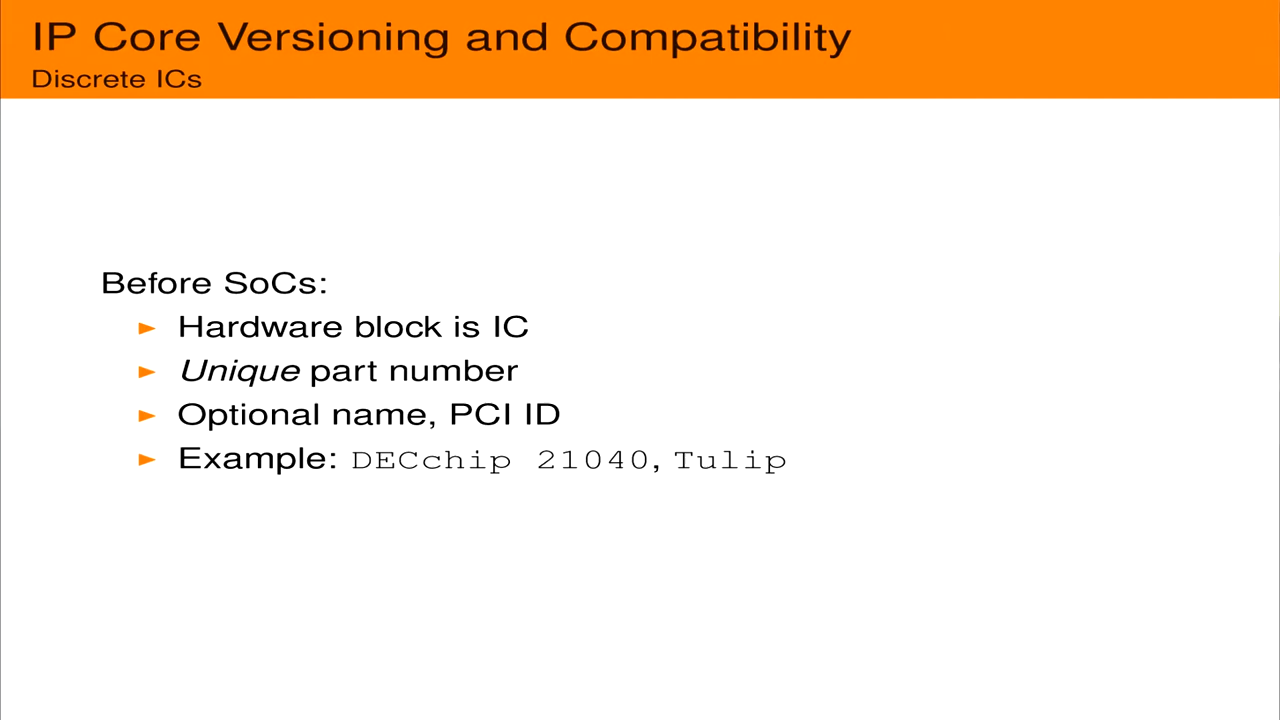 IP Core Versioning and Compatibility
Discrete ICs
Before SoCs:
Hardware block is IC
Unique part number
Optional name, PCI ID
Example: DECchip 21040, Tulip